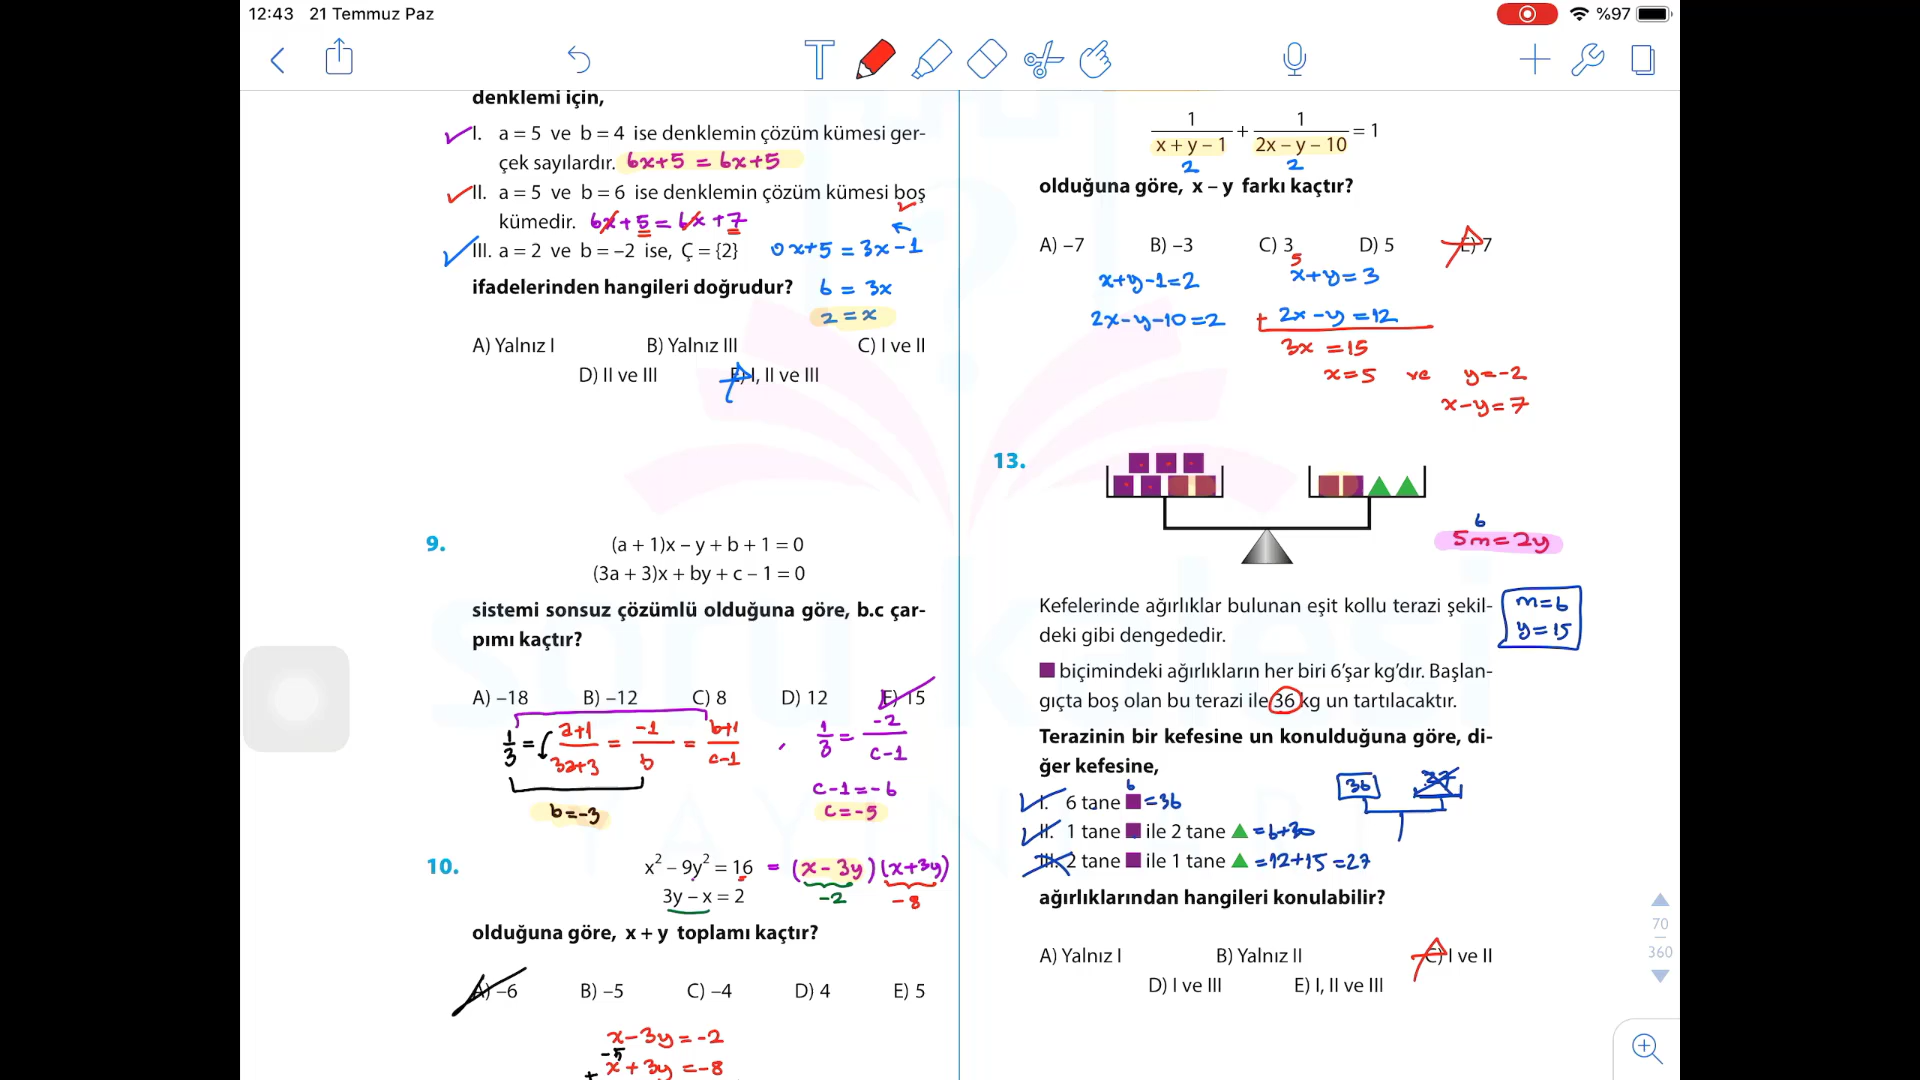 12:43 21 Temmuz Paz
%97
denklemi için,
I. a = 5 ve b = 4 ise denklemin çözüm kümesi ger-
çek sayılardır. 6x+5 = 6x+5
II. a = 5 ve b = 6 ise denklemin çözüm kümesi boş
kümedir. 6x+5 = 6x+7
III. a = 2 ve b = –2 ise, Ç = {2} 0x+5 = 3x-1
ifadelerinden hangileri doğrudur? 6 = 3x
2 = x
A) Yalnız I B) Yalnız III C) I ve II
D) II ve III E) I, II ve III
9.
(a + 1)x – y + b + 1 = 0
(3a + 3)x + by + c – 1 = 0
sistemi sonsuz çözümlü olduğuna göre, b.c çar-
pımı kaçtır?
A) –18 B) –12 C) 8 D) 12 E) 15
1/3 = a+1/3a+3 = -1/b = b+1/c-1 , 1/3 = -2/c-1
c-1=-6
b=-3 c=-5
10.
x² – 9y² = 16 = (x-3y)(x+3y)
3y – x = 2 -2 -8
olduğuna göre, x + y toplamı kaçtır?
A) –6 B) –5 C) –4 D) 4 E) 5
x-3y=-2
-5
+ x+3y=-8
1/(x + y – 1) + 1/(2x – y – 10) = 1
2 2
olduğuna göre, x – y farkı kaçtır?
A) –7 B) –3 C) 3 D) 5 E) 7
5
x+y-1=2 x+y=3
2x-y-10=2 + 2x-y=12
3x=15
x=5 ve y=-2
x-y=7
13.
6
5m=2y
Kefelerinde ağırlıklar bulunan eşit kollu terazi şekil-
deki gibi dengededir.
m=6
y=15
biçimindeki ağırlıkların her biri 6'şar kg'dır. Başlan-
gıçta boş olan bu terazi ile 36 kg un tartılacaktır.
Terazinin bir kefesine un konulduğuna göre, di-
ğer kefesine,
6
36
I. 6 tane =36
II. 1 tane ile 2 tane =6+30
III. 2 tane ile 1 tane =12+15=27
ağırlıklarından hangileri konulabilir?
A) Yalnız I B) Yalnız II C) I ve II
D) I ve III E) I, II ve III
70
360